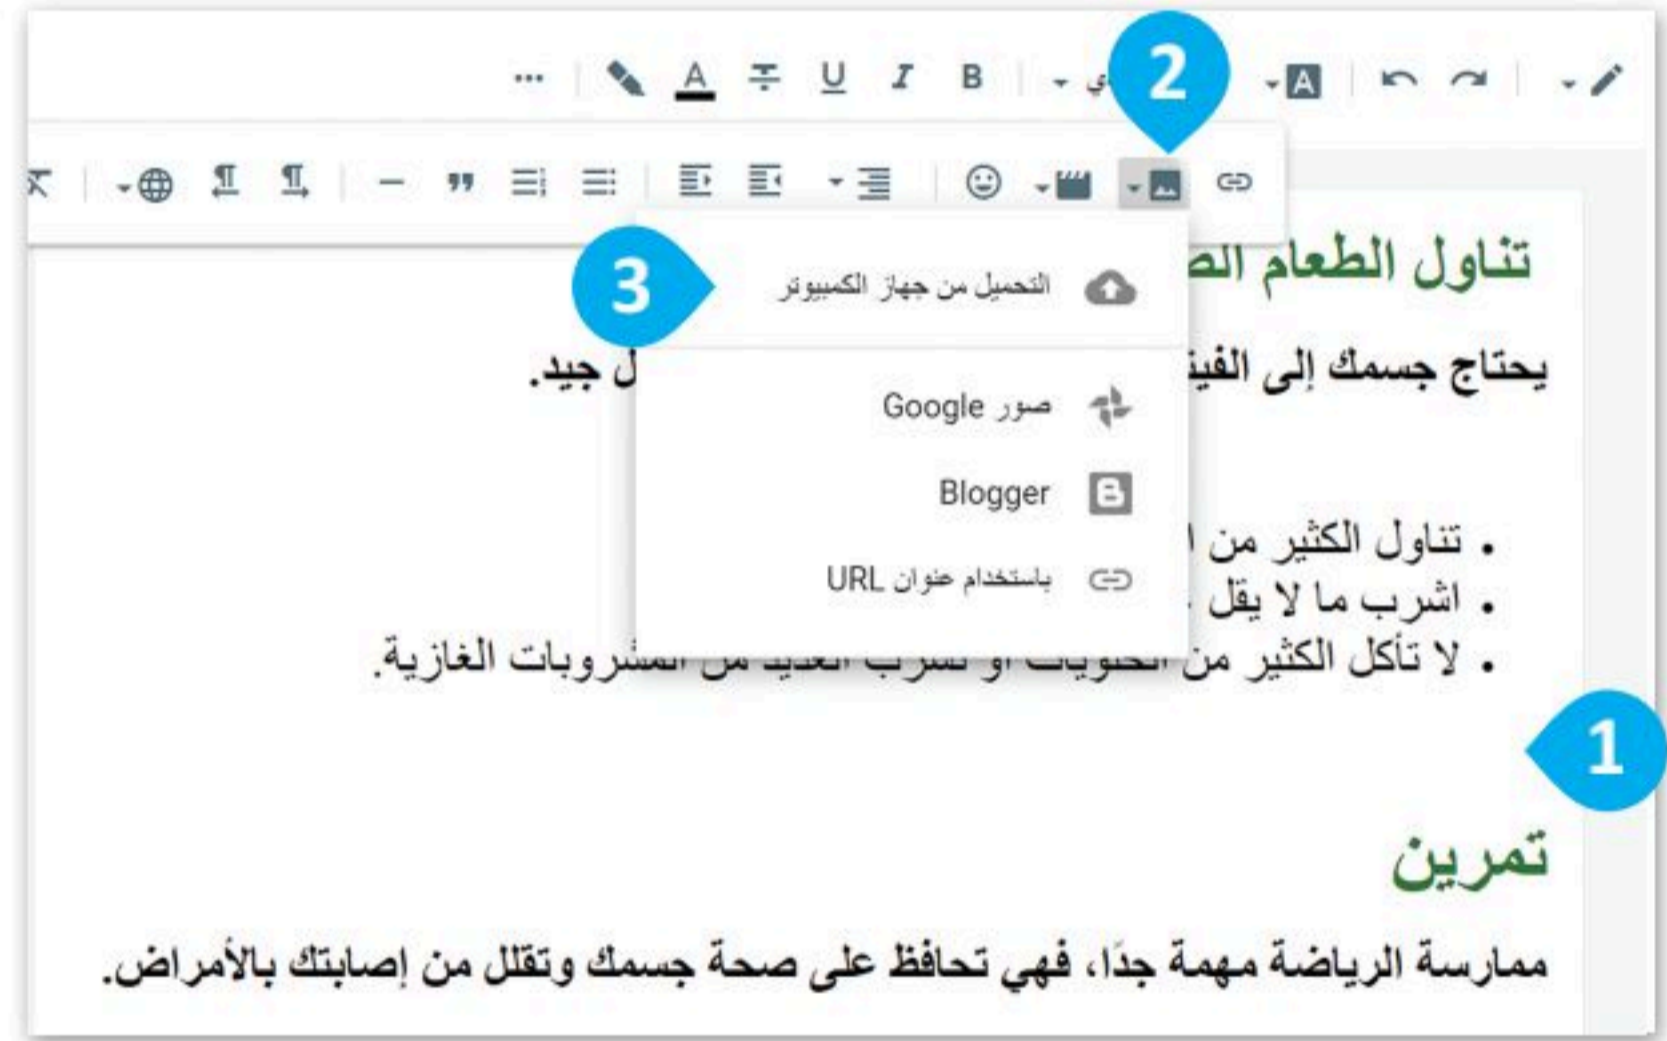 2
B I U A
A
3
1
تناول الطعام
التحميل من جهاز الكمبيوتر
يحتاج جسمك إلى
جيد.
صور Google
Blogger
باستخدام عنوان URL
• تناول الكثير من
• اشرب ما لا يقل
• لا تأكل الكثير من الحلويات أو تشرب العديد من المشروبات الغازية.
تمرين
ممارسة الرياضة مهمة جدًا، فهي تحافظ على صحة جسمك وتقلل من إصابتك بالأمراض.